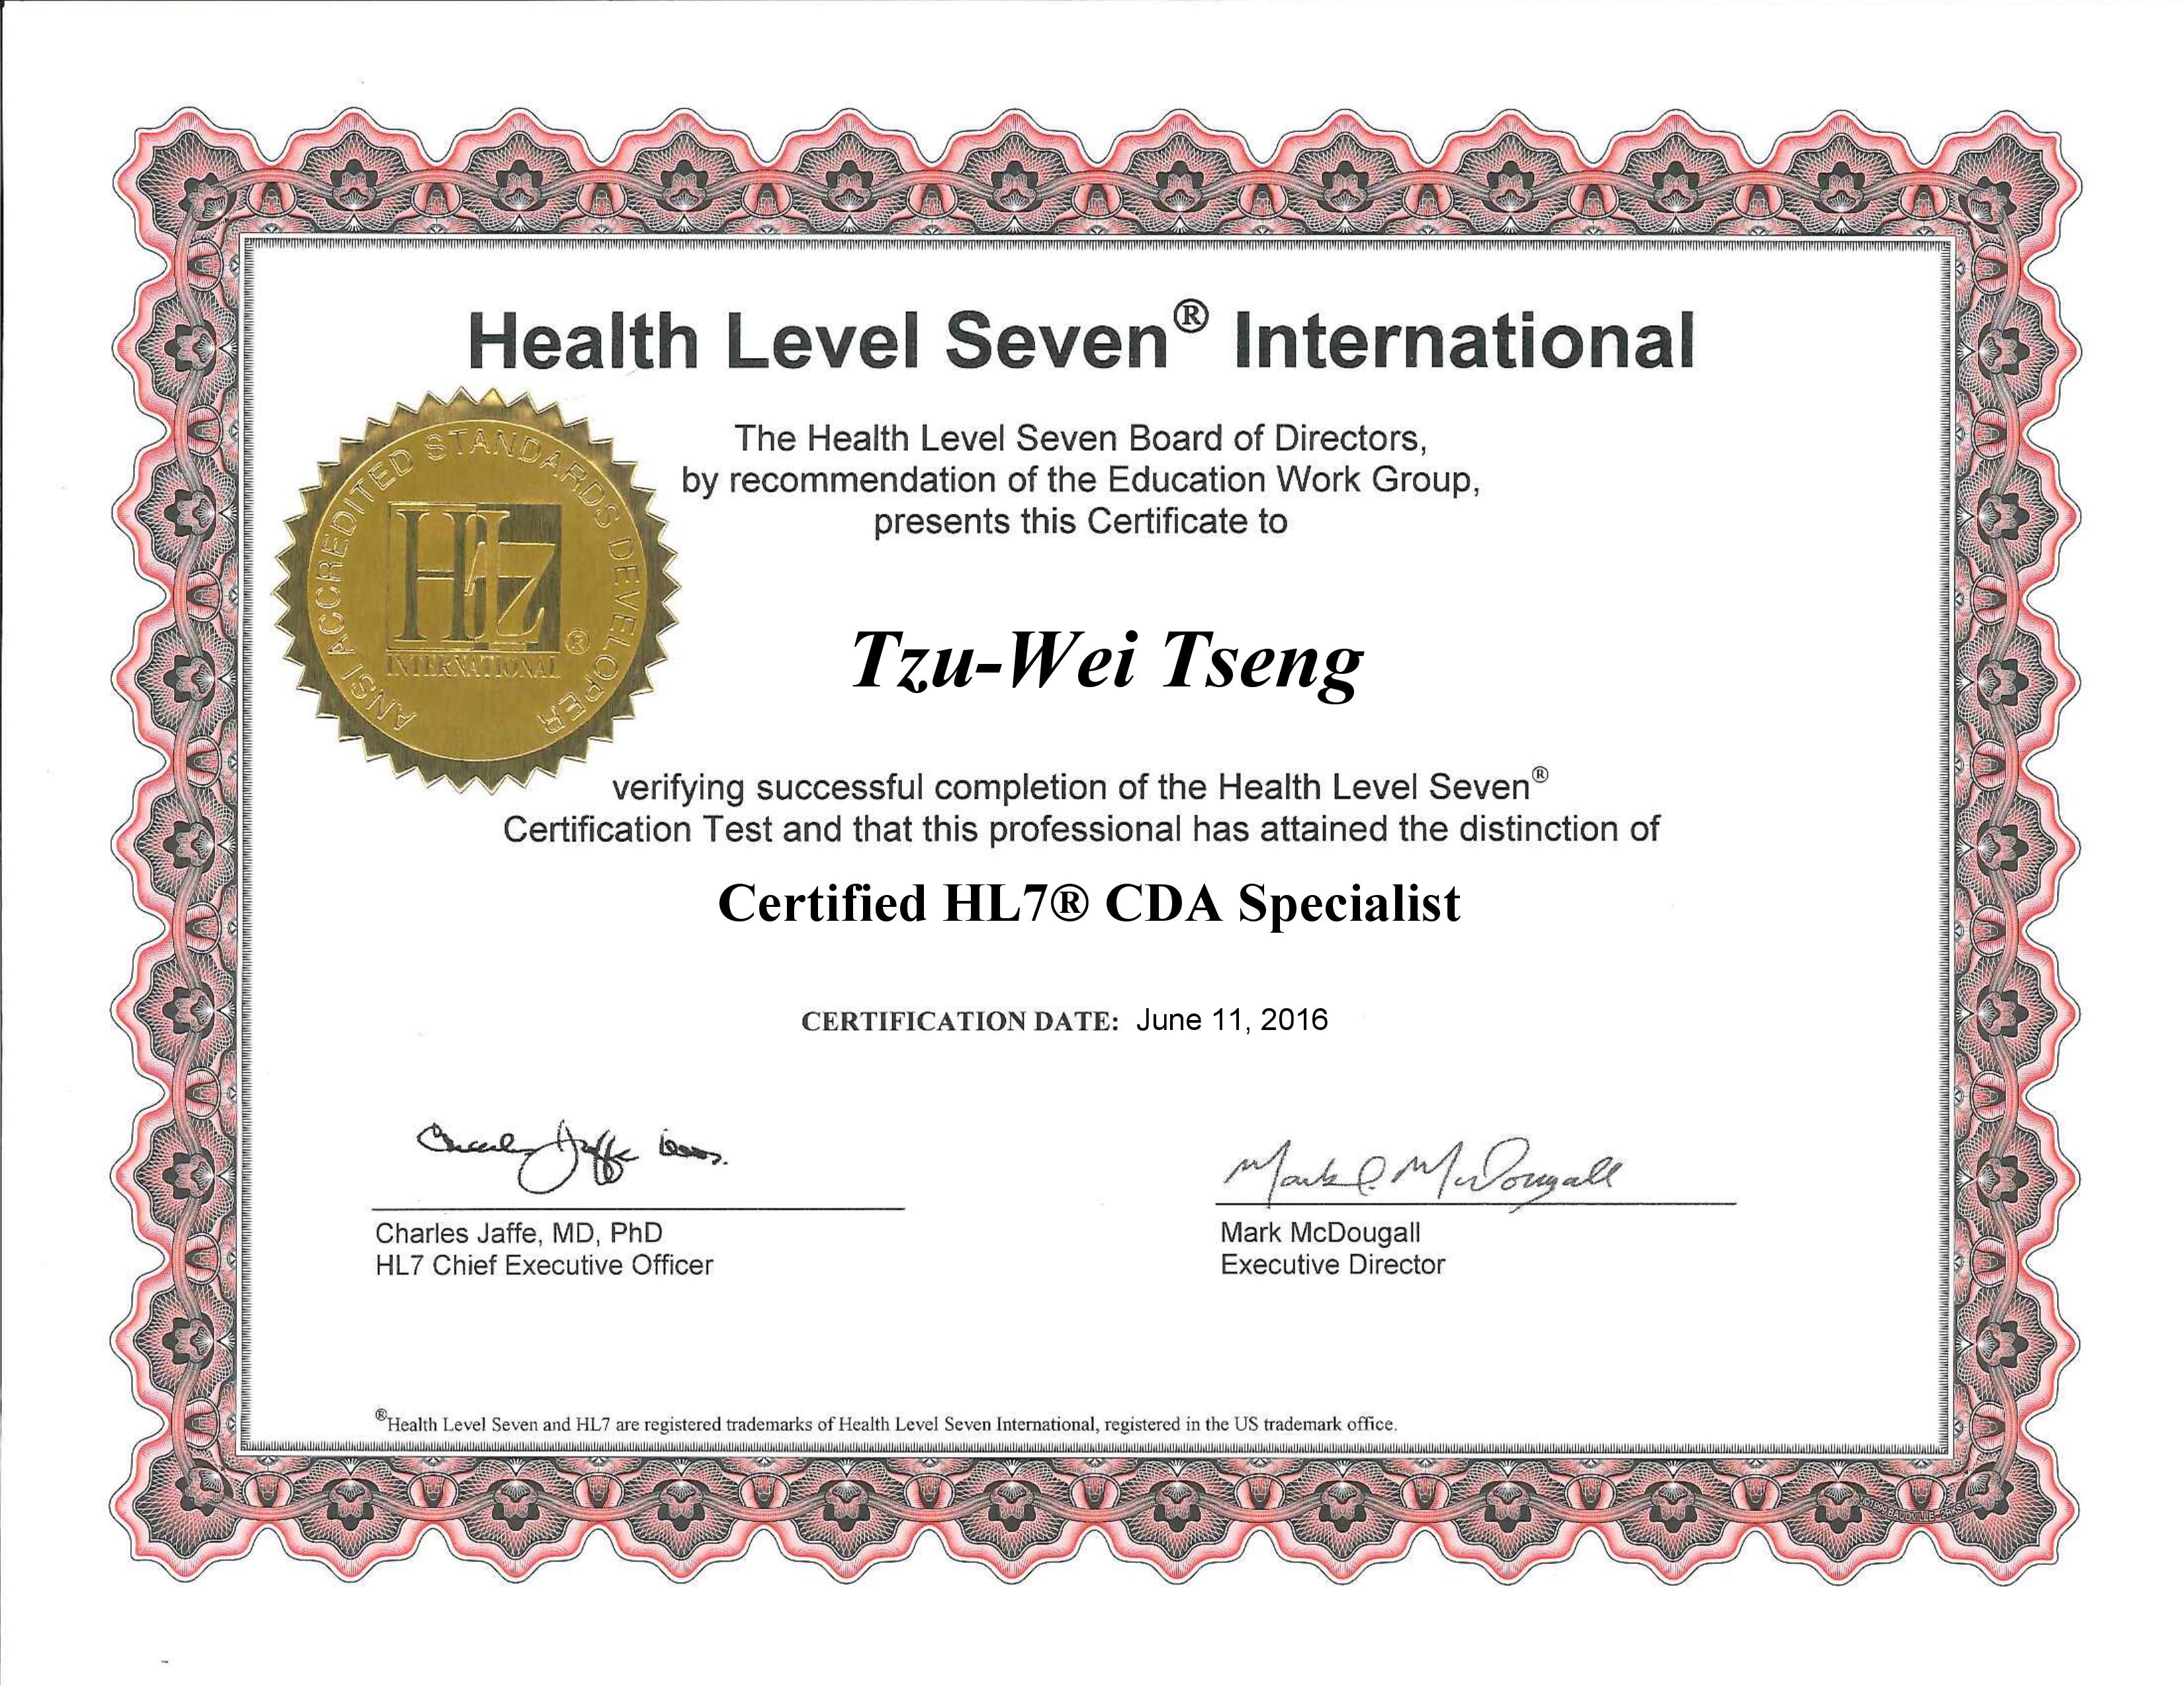 Health Level Seven® International
The Health Level Seven Board of Directors,
by recommendation of the Education Work Group,
presents this Certificate to
ANSI ACCREDITED STANDARDS DEVELOPER
HL7®
INTERNATIONAL
Tzu-Wei Tseng
verifying successful completion of the Health Level Seven®
Certification Test and that this professional has attained the distinction of
Certified HL7® CDA Specialist
CERTIFICATION DATE: June 11, 2016
Charles Jaffe
Mark McDougall
Charles Jaffe, MD, PhD
HL7 Chief Executive Officer
Mark McDougall
Executive Director
®Health Level Seven and HL7 are registered trademarks of Health Level Seven International, registered in the US trademark office.